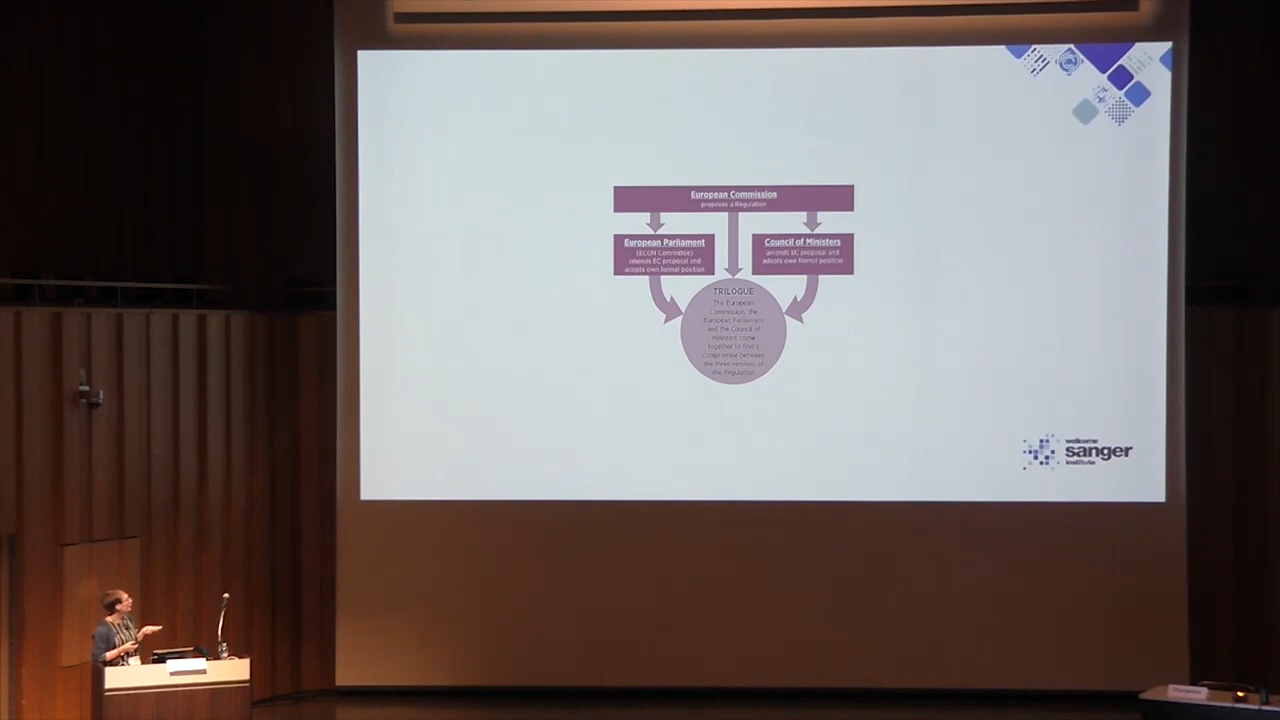 European Commission
proposes a Regulation
European Parliament
(ECON Committee)
amends EC proposal and
adopts own formal position
Council of Ministers
amends EC proposal and
adopts own formal position
TRILOGUE
The European
Commission, the
European Parliament
and the Council of
Ministers come
together to find a
compromise between
the three versions of
the Regulation
wellcome
sanger
institute